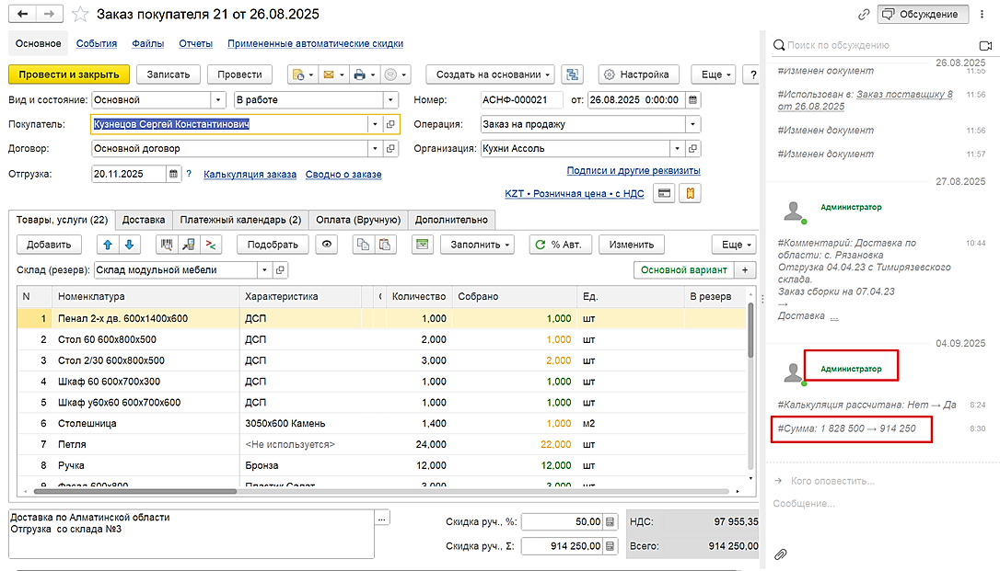 Заказ покупателя 21 от 26.08.2025
Обсуждение
Основное События Файлы Отчеты Примененные автоматические скидки
Провести и закрыть Записать Провести Создать на основании Настройка Еще ?
Вид и состояние: Основной В работе Номер: АСНФ-000021 от: 26.08.2025 0:00:00
Покупатель: Кузнецов Сергей Константинович Операция: Заказ на продажу
Договор: Основной договор Организация: Кухни Ассоль
Отгрузка: 20.11.2025 ? Калькуляция заказа Сводно о заказе Подписи и другие реквизиты
KZT • Розничная цена • с НДС
Товары, услуги (22) Доставка Платежный календарь (2) Оплата (Вручную) Дополнительно
Добавить Подобрать Заполнить % Авт. Изменить Еще
Склад (резерв): Склад модульной мебели Основной вариант +
N Номенклатура Характеристика Количество Собрано Ед. В резерв
1 Пенал 2-х дв. 600х1400х600 ДСП 1,000 1,000 шт
2 Стол 60 600х800х500 ДСП 2,000 1,000 шт
3 Стол 2/30 600х800х500 ДСП 3,000 2,000 шт
4 Шкаф 60 600х700х300 ДСП 1,000 1,000 шт
5 Шкаф у60х60 600х700х600 ДСП 1,000 1,000 шт
6 Столешница 3050х600 Камень 1,400 1,000 м2
7 Петля <Не используется> 24,000 22,000 шт
8 Ручка Бронза 12,000 12,000 шт
9 Фасад 600х800 Пластик Салат 3,000 3,000 шт
Доставка по Алматинской области
Отгрузка со склада №3
...
Скидка руч., %: 50,00 НДС: 97 955,35
Скидка руч., Σ: 914 250,00 Всего: 914 250,00
Поиск по обсуждению
26.08.2025
#Изменен документ 11:55
#Использован в: Заказ поставщику 8 11:56
от 26.08.2025
#Изменен документ 11:56
#Изменен документ 11:57
27.08.2025
Администратор
#Комментарий: Доставка по 10:44
области: с. Рязановка
Отгрузка 04.04.23 с Тимирязевского
склада.
Заказ сборки на 07.04.23
→
Доставка ...
04.09.2025
Администратор
#Калькуляция рассчитана: Нет → Да 8:24
#Сумма: 1 828 500 → 914 250 8:30
→ Кого оповестить...
Сообщение...